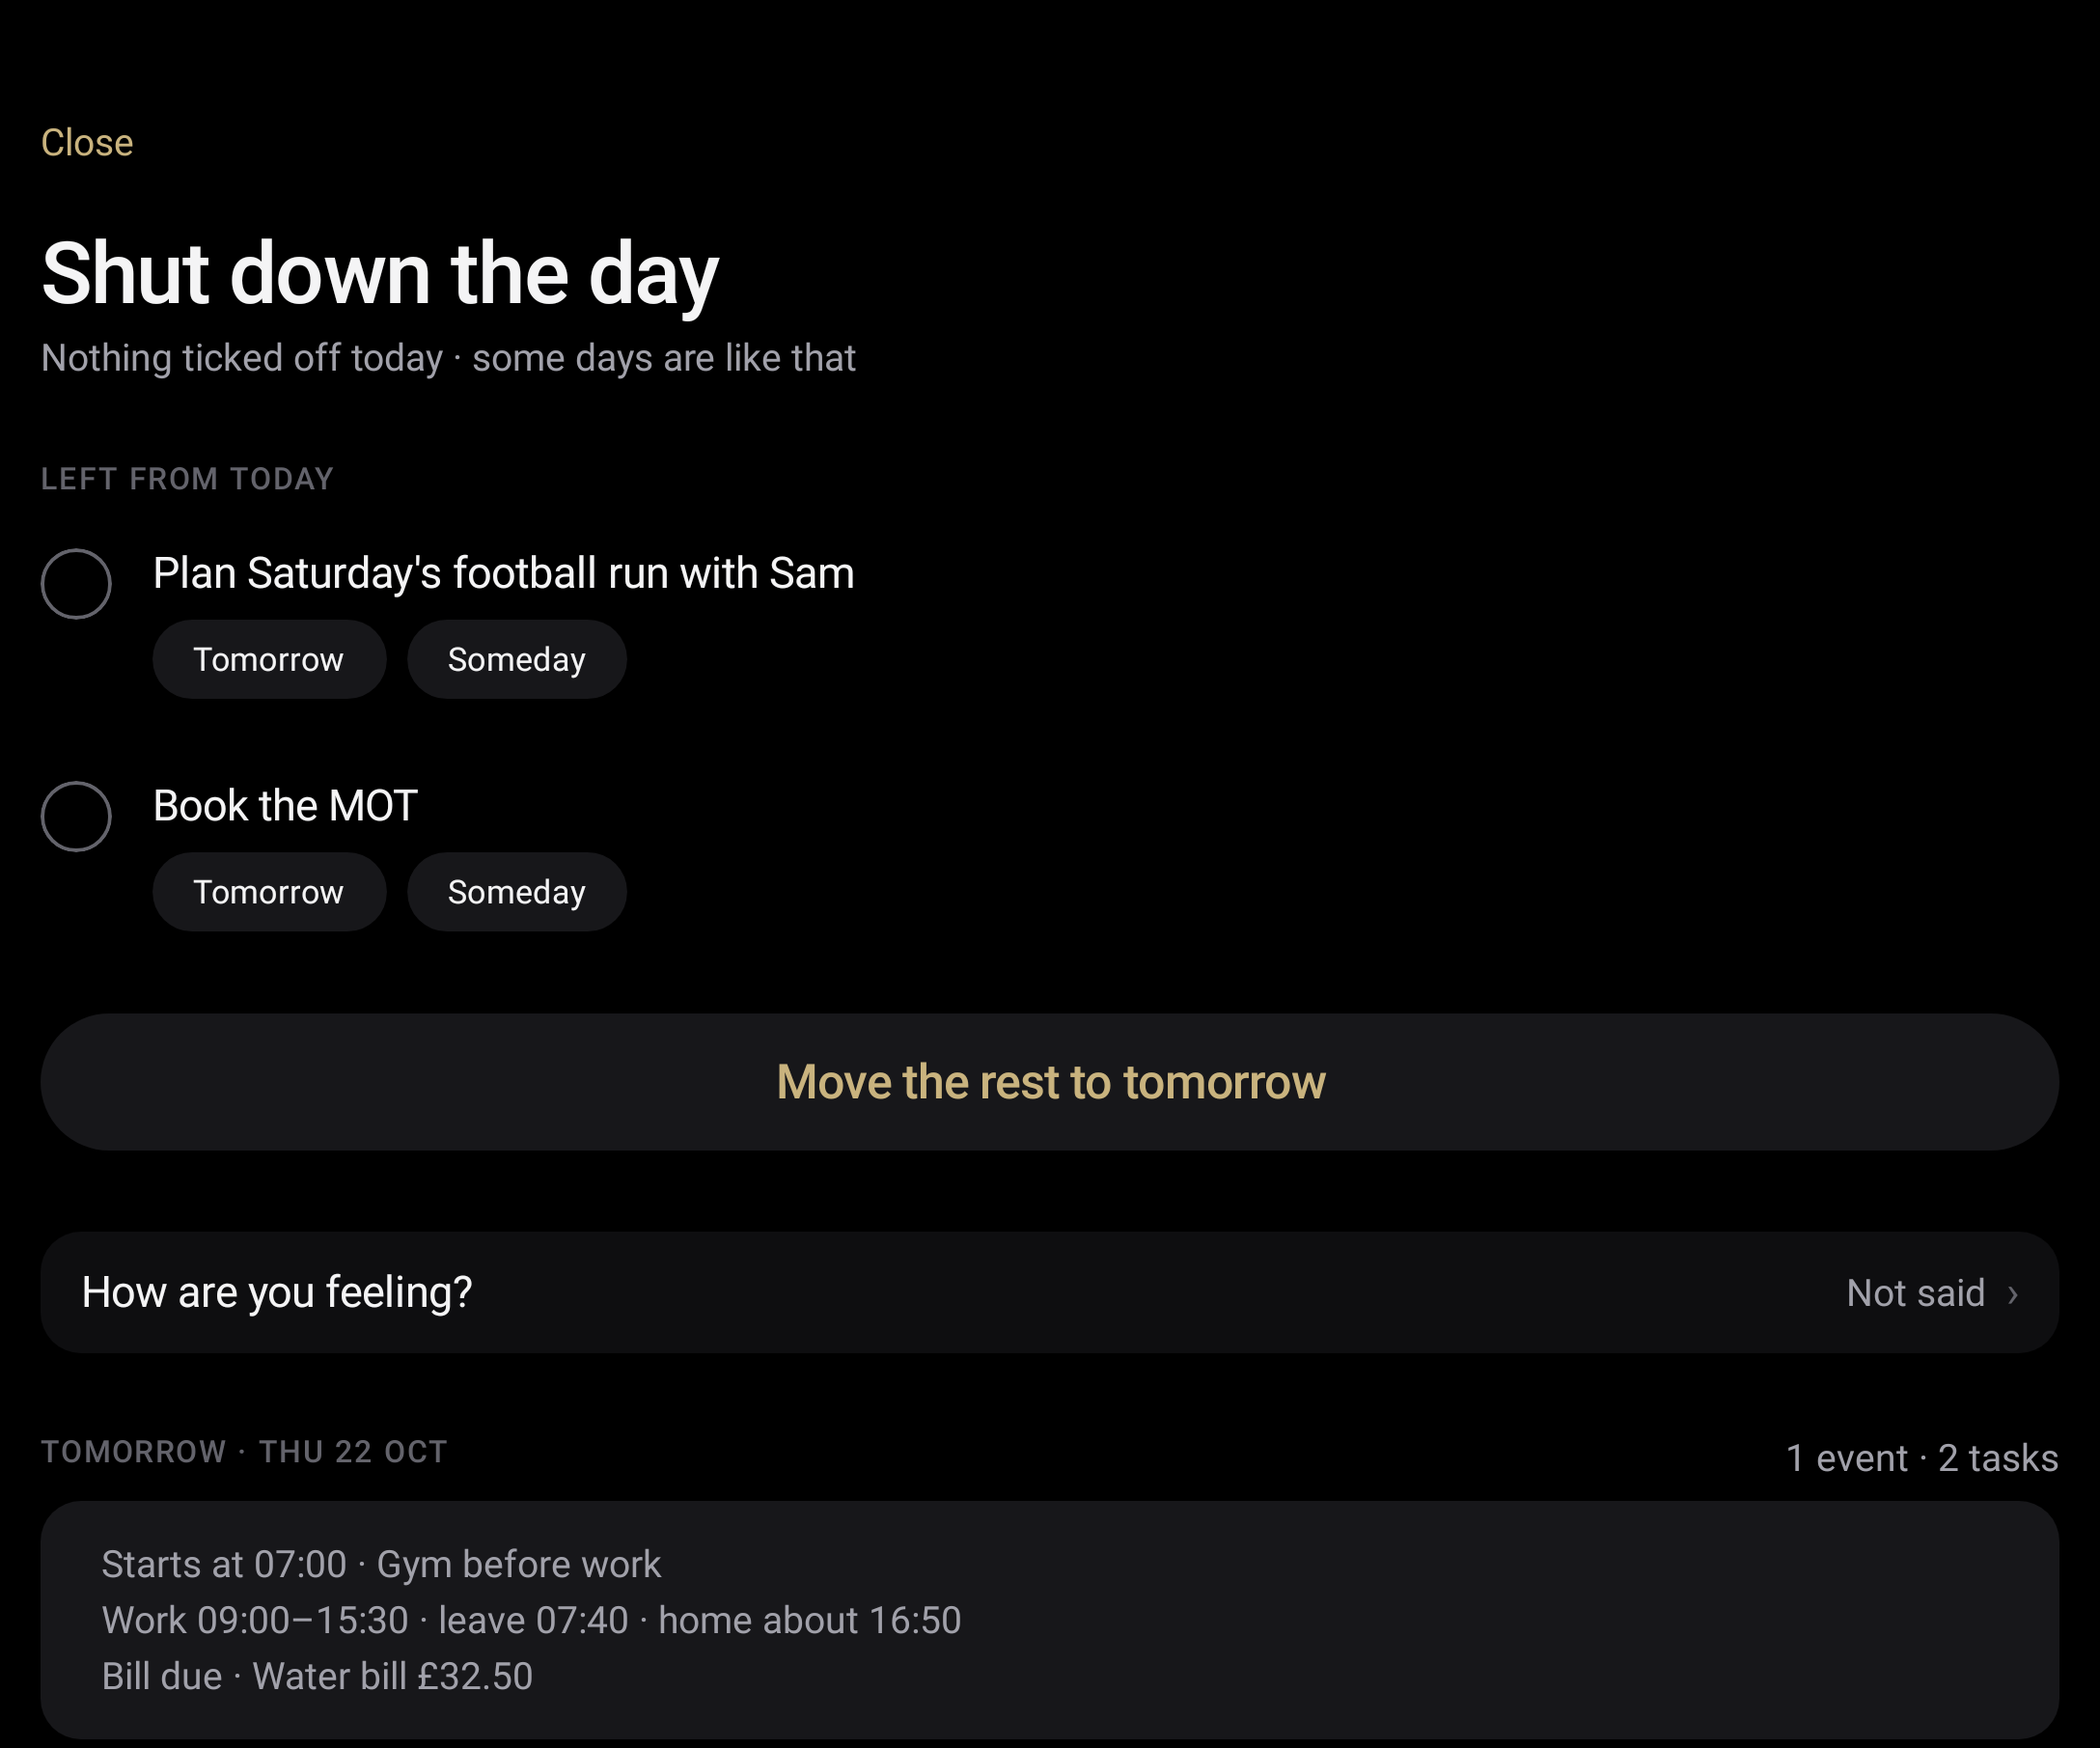 Close
Shut down the day
Nothing ticked off today · some days are like that
LEFT FROM TODAY
Plan Saturday's football run with Sam
Tomorrow Someday
Book the MOT
Tomorrow Someday
Move the rest to tomorrow
How are you feeling? Not said ›
TOMORROW · THU 22 OCT 1 event · 2 tasks
Starts at 07:00 · Gym before work
Work 09:00–15:30 · leave 07:40 · home about 16:50
Bill due · Water bill £32.50